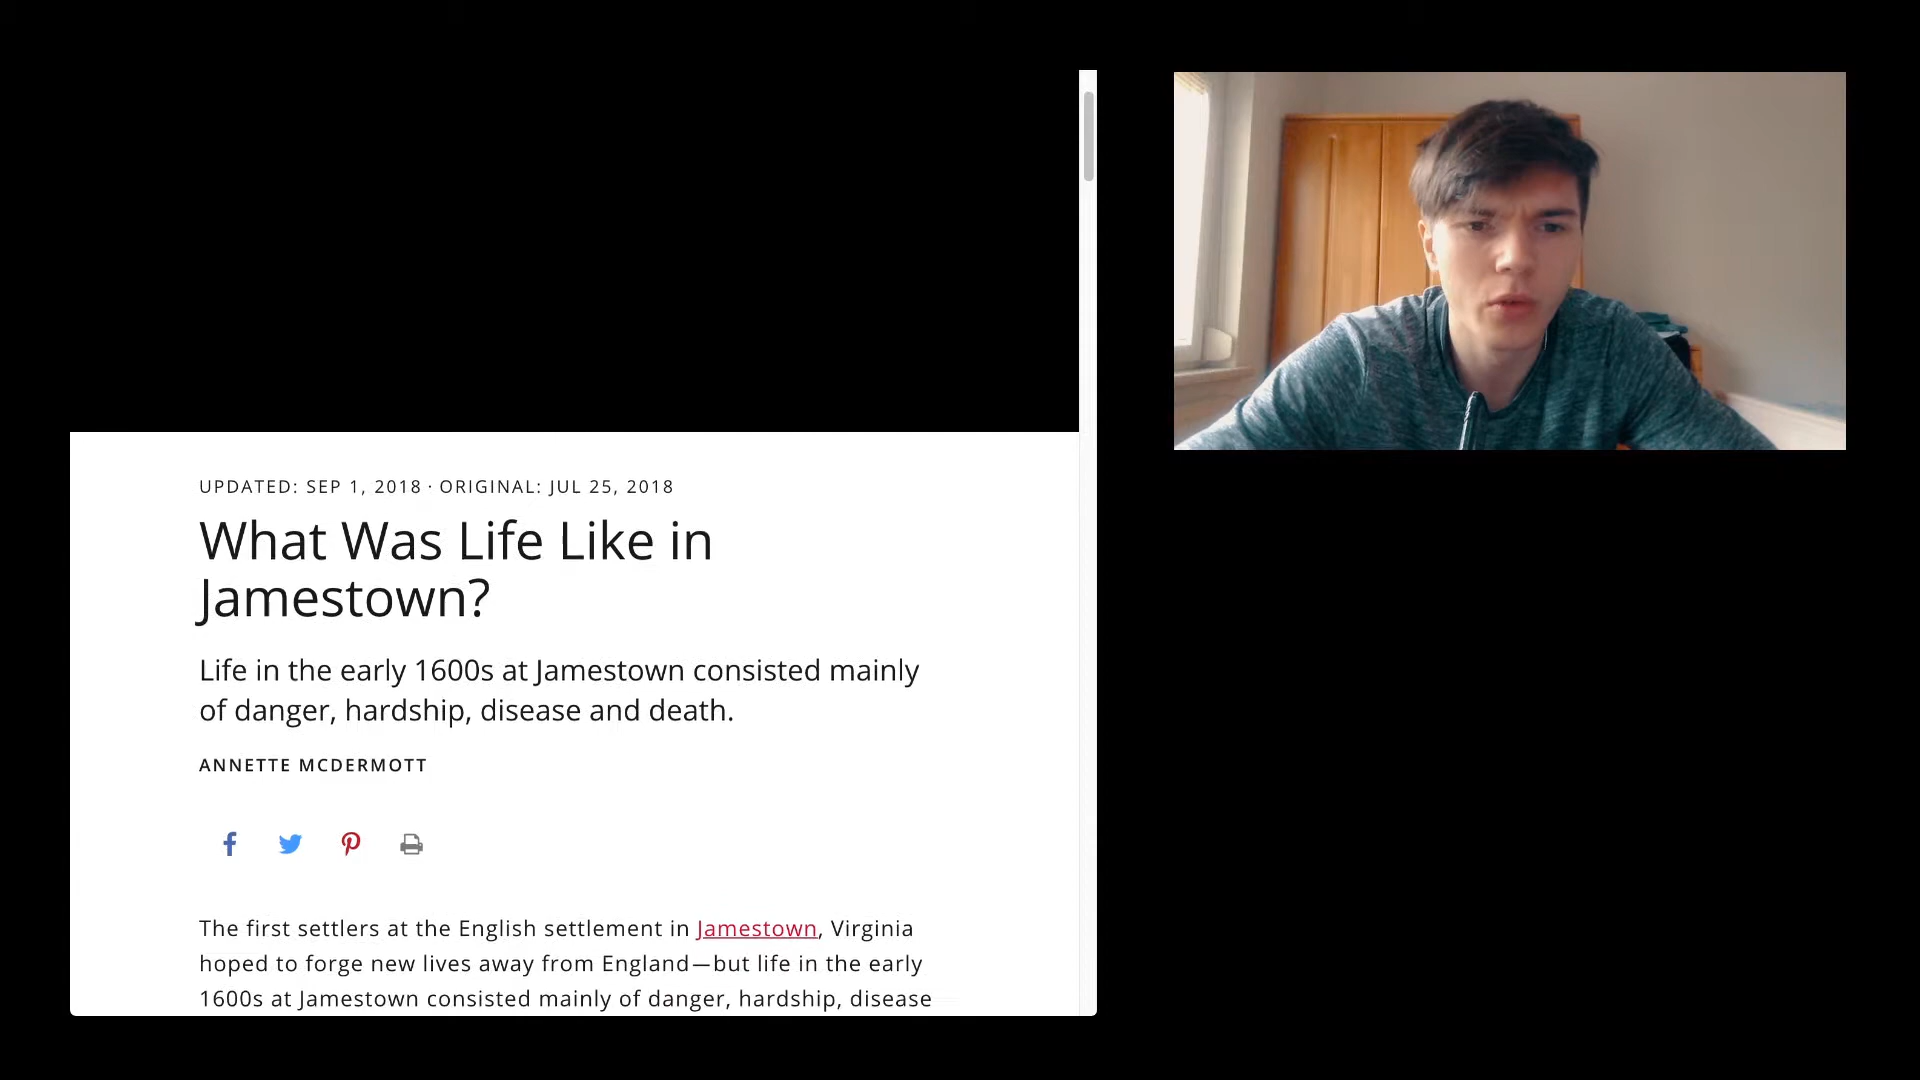 UPDATED: SEP 1, 2018 · ORIGINAL: JUL 25, 2018
What Was Life Like in
Jamestown?
Life in the early 1600s at Jamestown consisted mainly
of danger, hardship, disease and death.
ANNETTE MCDERMOTT
The first settlers at the English settlement in Jamestown, Virginia
hoped to forge new lives away from England—but life in the early
1600s at Jamestown consisted mainly of danger, hardship, disease